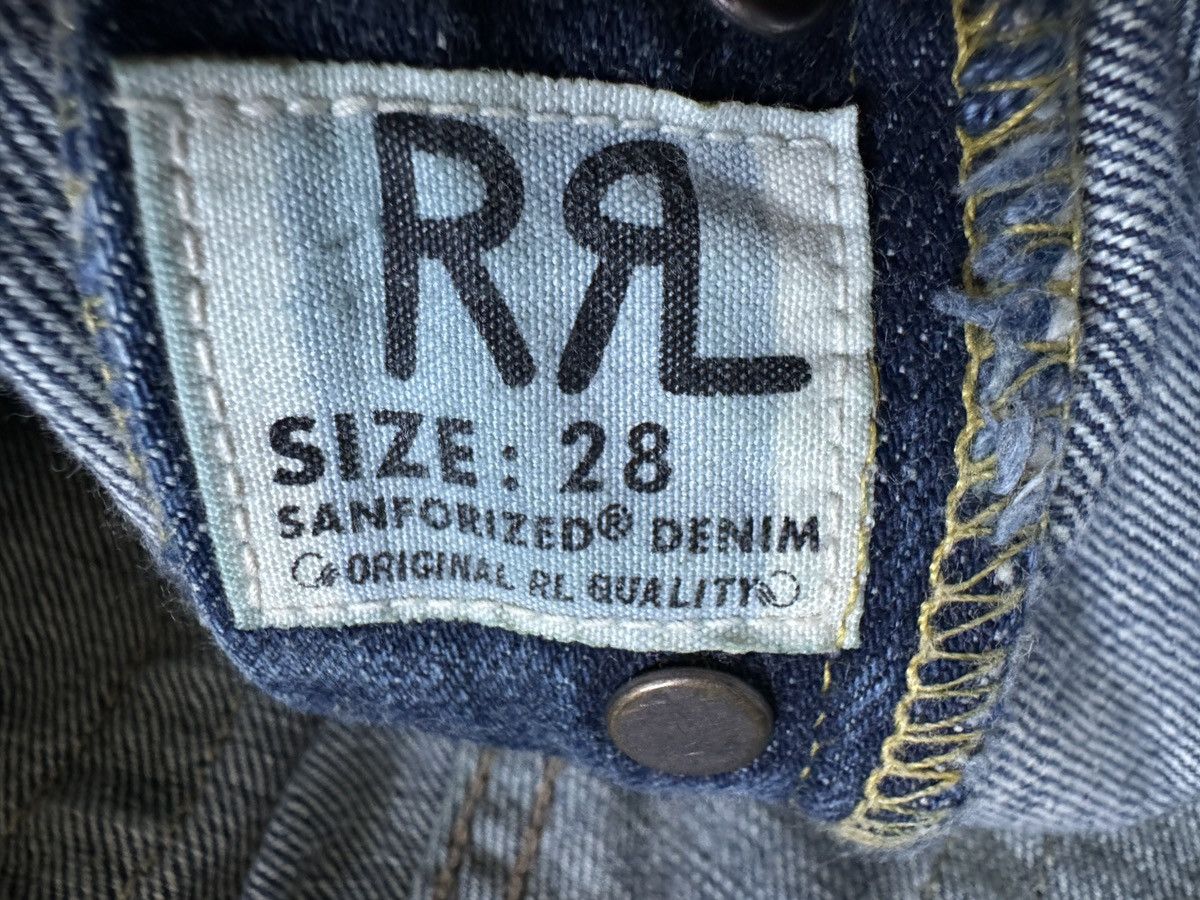 RRL
SIZE: 28
SANFORIZED® DENIM
ORIGINAL RL QUALITY